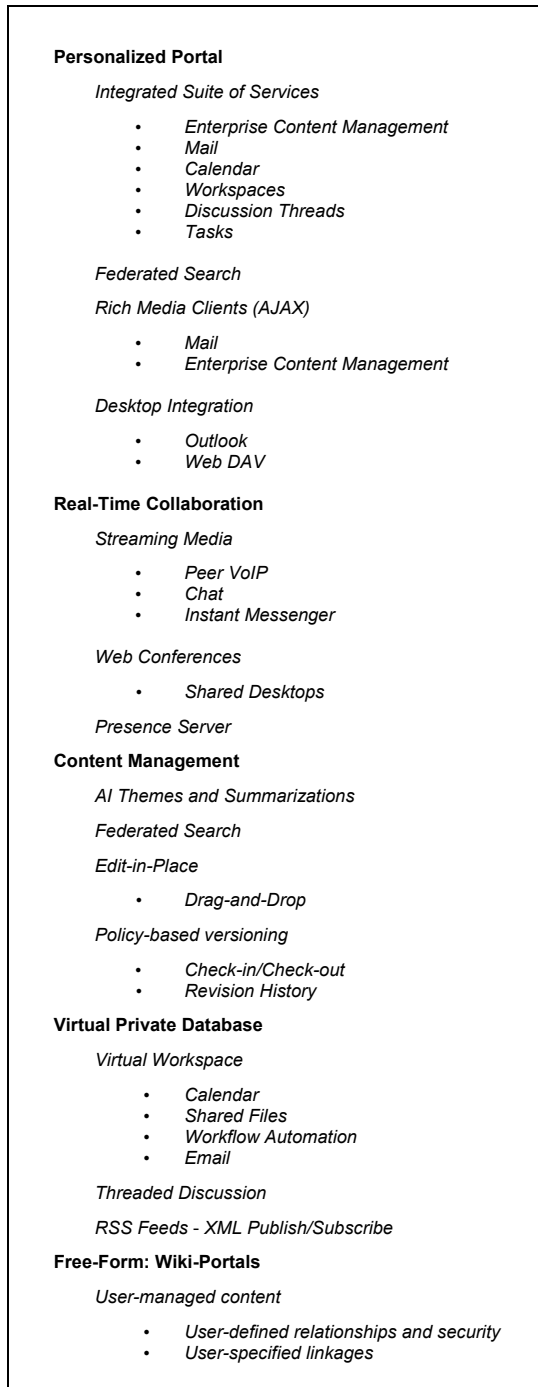 Personalized Portal
Integrated Suite of Services
• Enterprise Content Management
• Mail
• Calendar
• Workspaces
• Discussion Threads
• Tasks
Federated Search
Rich Media Clients (AJAX)
• Mail
• Enterprise Content Management
Desktop Integration
• Outlook
• Web DAV
Real-Time Collaboration
Streaming Media
• Peer VoIP
• Chat
• Instant Messenger
Web Conferences
• Shared Desktops
Presence Server
Content Management
AI Themes and Summarizations
Federated Search
Edit-in-Place
• Drag-and-Drop
Policy-based versioning
• Check-in/Check-out
• Revision History
Virtual Private Database
Virtual Workspace
• Calendar
• Shared Files
• Workflow Automation
• Email
Threaded Discussion
RSS Feeds - XML Publish/Subscribe
Free-Form: Wiki-Portals
User-managed content
• User-defined relationships and security
• User-specified linkages